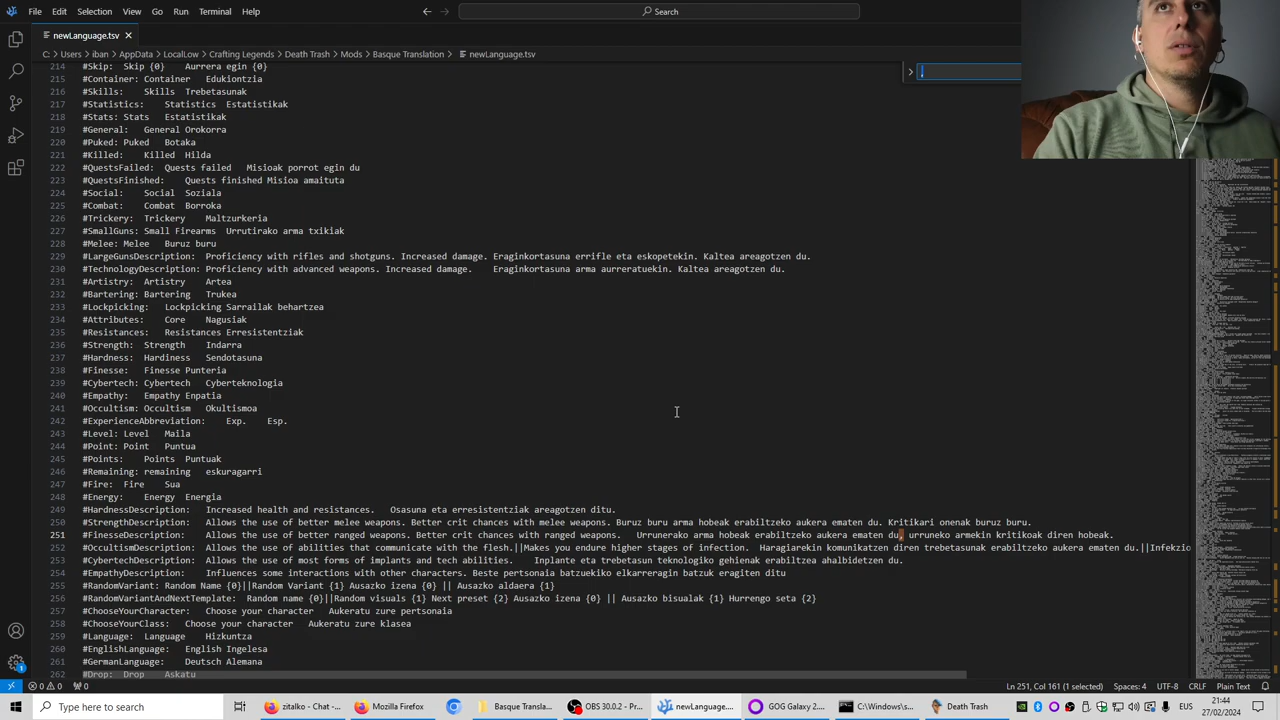 File Edit Selection View Go Run Terminal Help
Search
newLanguage.tsv
C: > Users > iban > AppData > LocalLow > Crafting Legends > Death Trash > Mods > Basque Translation > newLanguage.tsv
214 #Skip: Skip {0} Aurrera egin {0}
215 #Container: Container Edukiontzia
216 #Skills: Skills Trebetasunak
217 #Statistics: Statistics Estatistikak
218 #Stats: Stats Estatistikak
219 #General: General Orokorra
220 #Puked: Puked Botaka
221 #Killed: Killed Hilda
222 #QuestsFailed: Quests failed Misioak porrot egin du
223 #QuestsFinished: Quests finished Misioa amaituta
224 #Social: Social Soziala
225 #Combat: Combat Borroka
226 #Trickery: Trickery Maltzurkeria
227 #SmallGuns: Small Firearms Urrutirako arma txikiak
228 #Melee: Melee Buruz buru
229 #LargeGunsDescription: Proficiency with rifles and shotguns. Increased damage. Eraginkortasuna errifle eta eskopetekin. Kaltea areagotzen du.
230 #TechnologyDescription: Proficiency with advanced weapons. Increased damage. Eraginkortasuna arma aurreratuekin. Kaltea areagotzen du.
231 #Artistry: Artistry Artea
232 #Bartering: Bartering Trukea
233 #Lockpicking: Lockpicking Sarrailak behartzea
234 #Attributes: Core Nagusiak
235 #Resistances: Resistances Erresistentziak
236 #Strength: Strength Indarra
237 #Hardness: Hardness Sendotasuna
238 #Finesse: Finesse Punteria
239 #Cybertech: Cybertech Cyberteknologia
240 #Empathy: Empathy Enpatia
241 #Occultism: Occultism Okultismoa
242 #ExperienceAbbreviation: Exp. Esp.
243 #Level: Level Maila
244 #Point: Point Puntua
245 #Points: Points Puntuak
246 #Remaining: remaining eskuragarri
247 #Fire: Fire Sua
248 #Energy: Energy Energia
249 #HardnessDescription: Increases health and resistances. Osasuna eta erresistentziak areagotzen ditu.
250 #StrengthDescription: Allows the use of better melee weapons. Better crit chances with melee weapons. Buruz buru arma hobeak erabiltzeko aukera ematen du. Kritikari onenak buruz buru.
251 #FinesseDescription: Allows the use of better ranged weapons. Better crit chances with ranged weapons. Urrunerako arma hobeak erabiltzeko aukera ematen du, urruneko armekin kritikoak diren hobeak.
252 #OccultismDescription: Allows the use of abilities that communicate with the flesh.||Makes you endure higher stages of infection. Haragiarekin komunikatzen diren trebetasunak erabiltzeko aukera ematen du.||Infekzio
253 #CybertechDescription: Allows the use of most forms of implants and tech abilities. Inplante eta trebetasun teknologiko gehienak erabiltzea ahalbidetzen du.
254 #EmpathyDescription: Influences some interaction with other characters. Beste pertsonaia batzuekiko elkarreragin batzuk eragiten ditu.
255 #RandomVariant: Random Name {0}||Random Variant {1} Ausazko izena {0}||Ausazko aldaera {1}
256 #RandomVariantAndNextTemplate: Random name {0}||Random visuals {1} Next preset {2} Ausazko izena {0} || Ausazko bisualak {1} Hurrengo seta {2}
257 #ChooseYourCharacter: Choose your character Aukeratu zure pertsonaia
258 #ChooseYourClass: Choose your character Aukeratu zure klasea
259 #Language: Language Hizkuntza
260 #EnglishLanguage: English Ingelesa
261 #GermanLanguage: Deutsch Alemana
262 #Drop: Drop Askatu
0 0 0 Ln 251, Col 161 (1 selected) Spaces: 4 UTF-8 CRLF Plain Text
Type here to search
zitalko - Chat -...
Mozilla Firefox
Basque Transla...
OBS 30.0.2 - Pr...
newLanguage....
GOG Galaxy 2....
C:\Windows\s...
Death Trash
EUS
21:44
27/02/2024